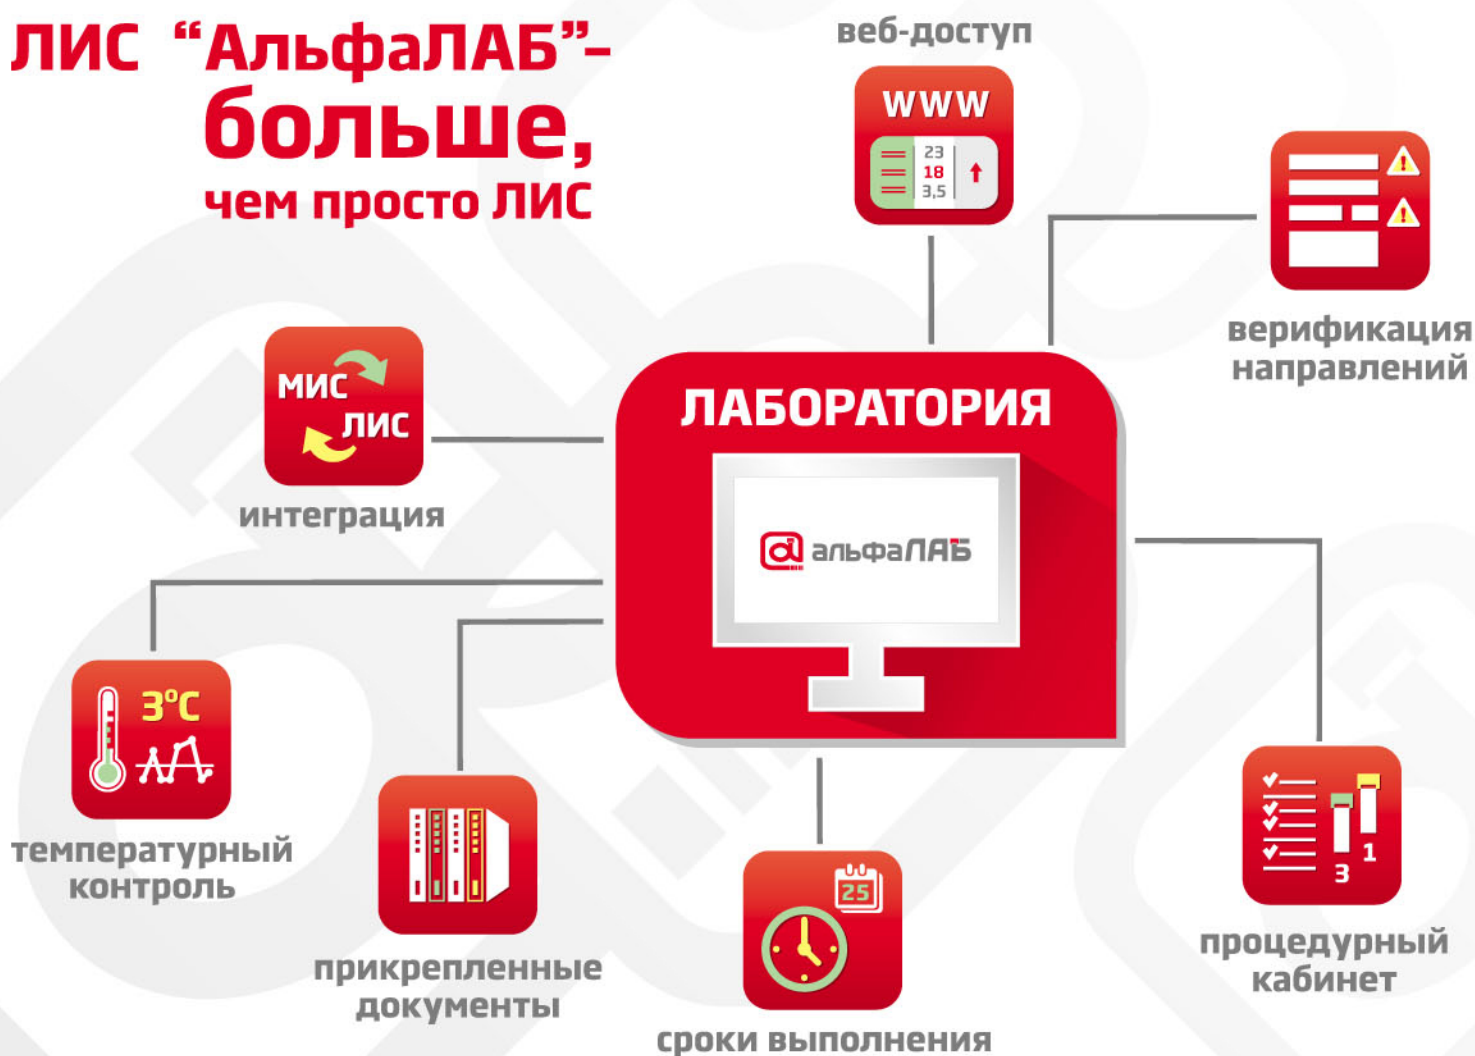 ЛИС “АльфаЛАБ”–
больше,
чем просто ЛИС
веб-доступ
WWW
23
18
3,5
верификация
направлений
МИС
ЛИС
интеграция
ЛАБОРАТОРИЯ
альфаЛАБ
3°C
температурный
контроль
прикрепленные
документы
25
сроки выполнения
3
1
процедурный
кабинет